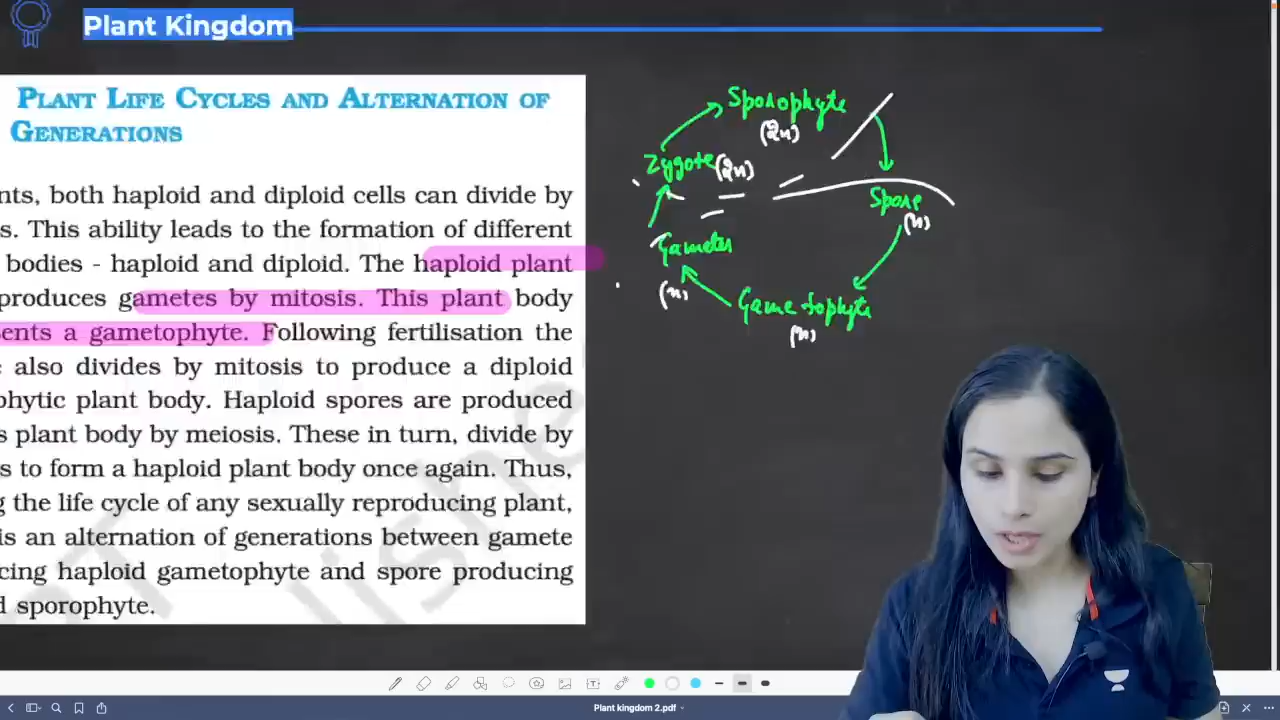 Plant Kingdom
PLANT LIFE CYCLES AND ALTERNATION OF
GENERATIONS
nts, both haploid and diploid cells can divide by
s. This ability leads to the formation of different
bodies - haploid and diploid. The haploid plant
produces gametes by mitosis. This plant body
ents a gametophyte. Following fertilisation the
also divides by mitosis to produce a diploid
phytic plant body. Haploid spores are produced
s plant body by meiosis. These in turn, divide by
s to form a haploid plant body once again. Thus,
g the life cycle of any sexually reproducing plant,
is an alternation of generations between gamete
cing haploid gametophyte and spore producing
d sporophyte.
Sporophyte
(2n)
Zygote (2n)
Spore
(n)
Gametes
(n)
Gametophyte
(n)
Plant kingdom 2.pdf